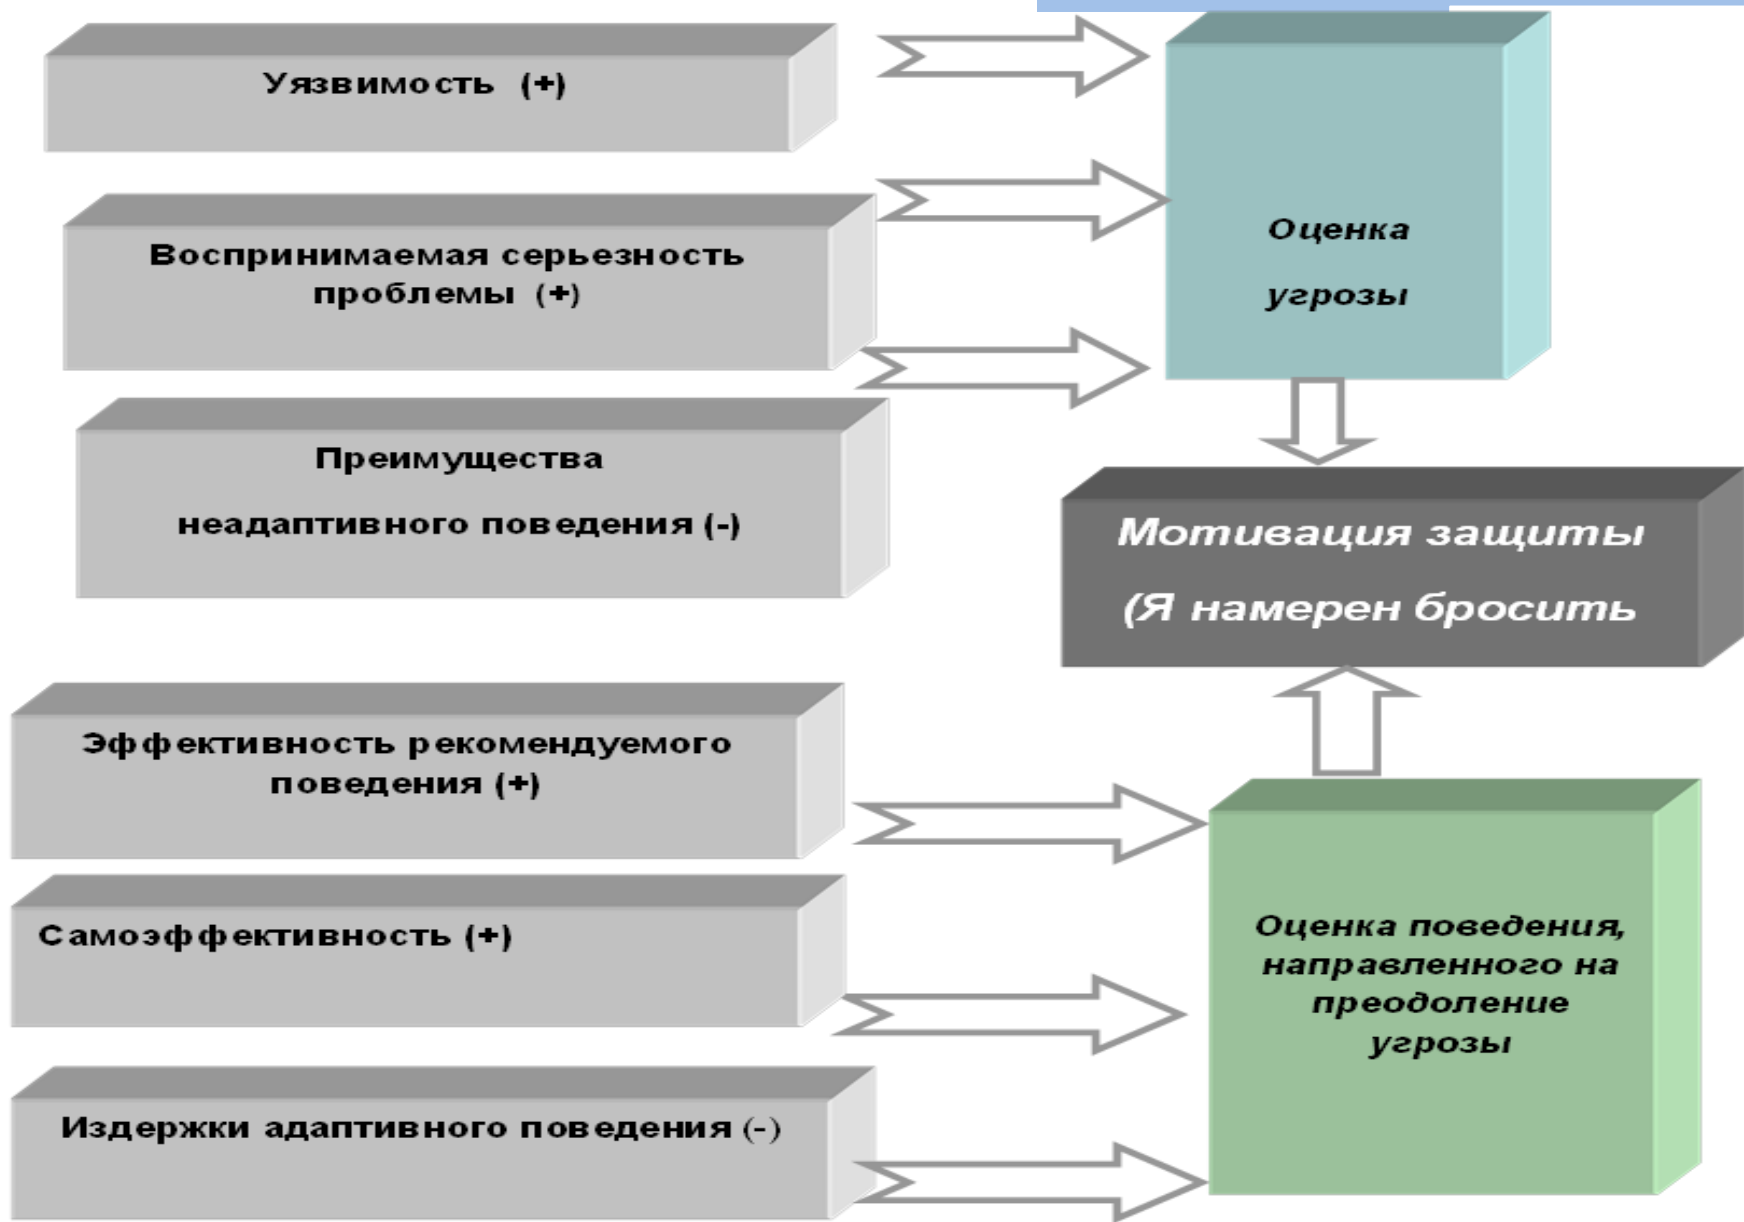 Уязвимость (+)
Воспринимаемая серьезность
проблемы (+)
Преимущества
неадаптивного поведения (-)
Оценка
угрозы
Мотивация защиты
(Я намерен бросить
Эффективность рекомендуемого
поведения (+)
Самоэффективность (+)
Издержки адаптивного поведения (-)
Оценка поведения,
направленного на
преодоление
угрозы